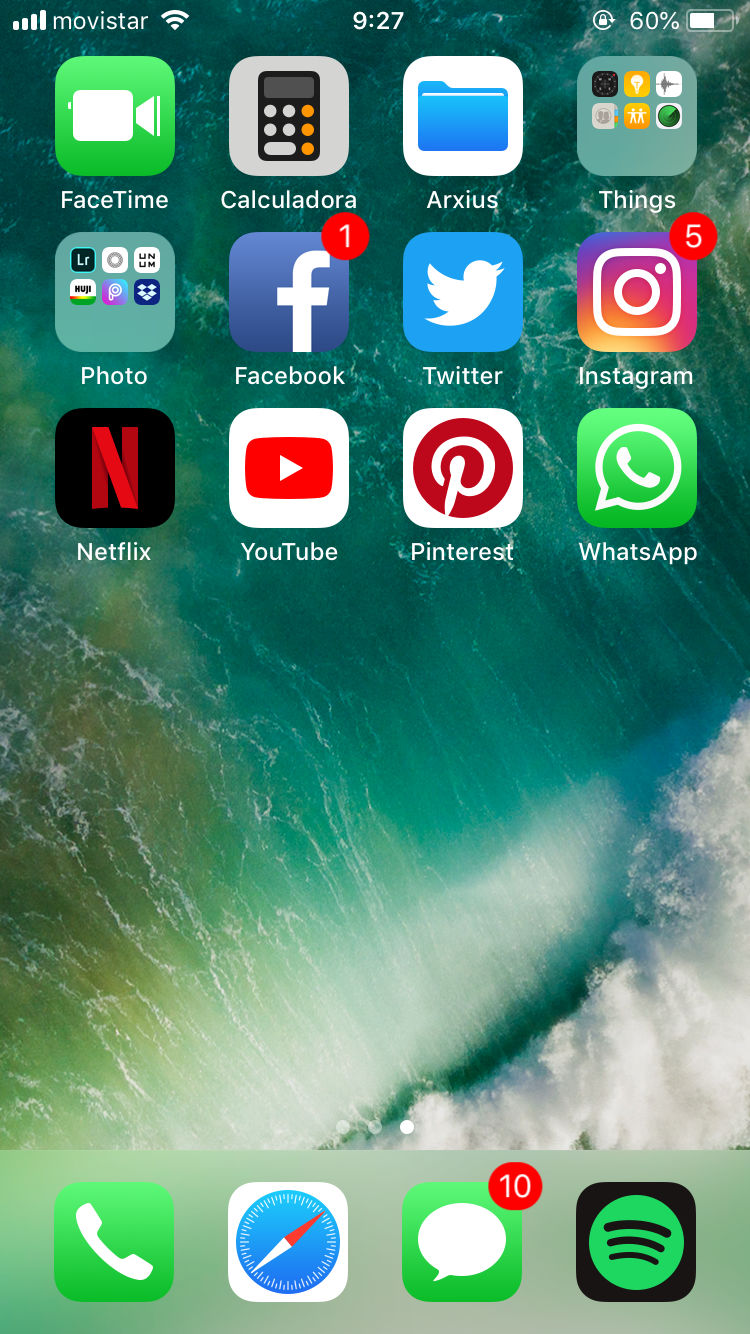 movistar 9:27 60%
FaceTime Calculadora Arxius Things
1 5
Lr UN
UM
HUJI
Photo Facebook Twitter Instagram
Netflix YouTube Pinterest WhatsApp
10